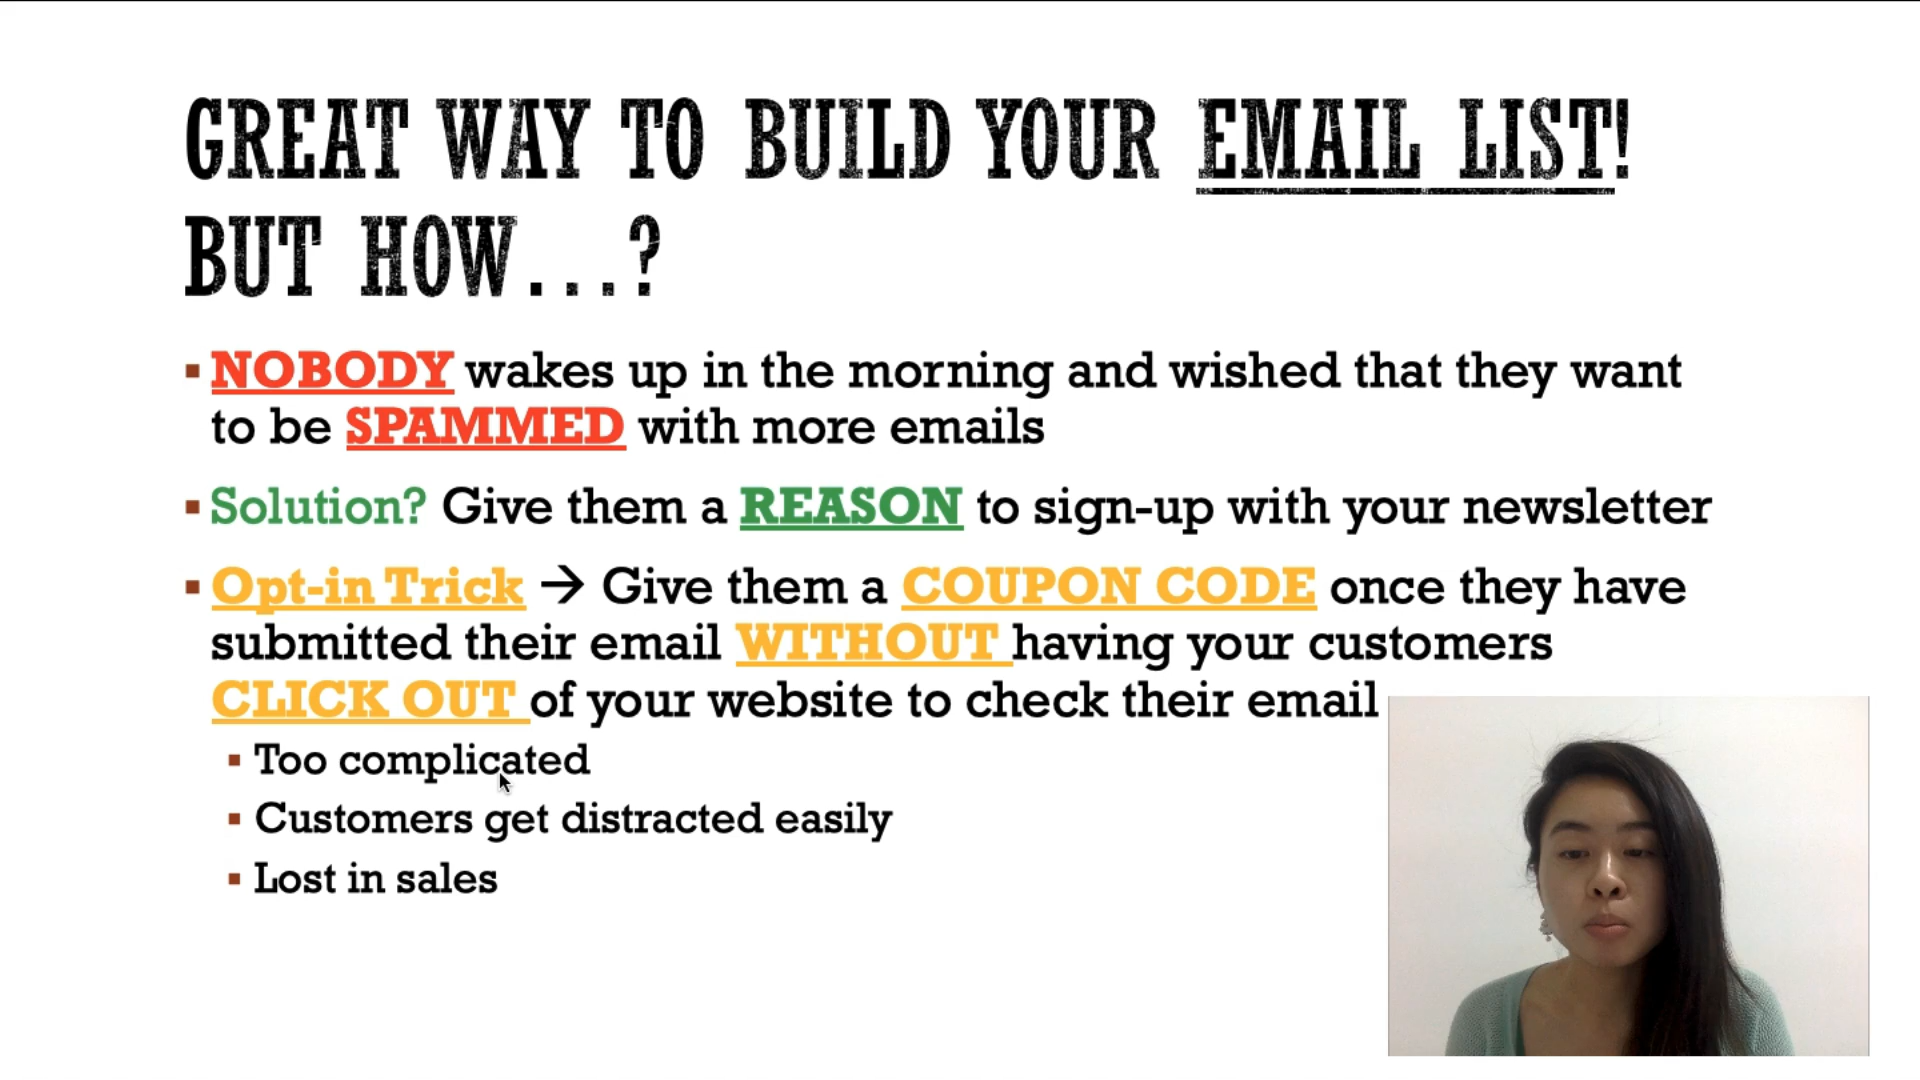 GREAT WAY TO BUILD YOUR EMAIL LIST!
BUT HOW...?
▪ NOBODY wakes up in the morning and wished that they want
to be SPAMMED with more emails
▪ Solution? Give them a REASON to sign-up with your newsletter
▪ Opt-in Trick → Give them a COUPON CODE once they have
submitted their email WITHOUT having your customers
CLICK OUT of your website to check their email
▪ Too complicated
▪ Customers get distracted easily
▪ Lost in sales